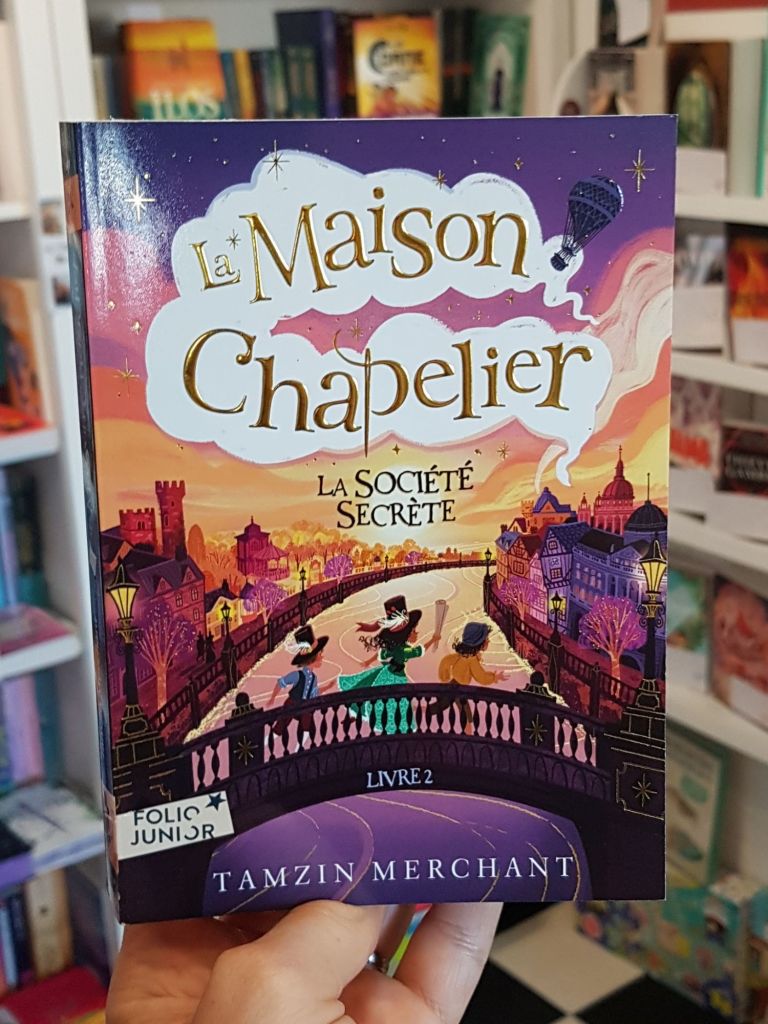 La Maison
Chapelier
La Société
Secrète
LIVRE 2
FOLIO
JUNIOR
TAMZIN MERCHANT